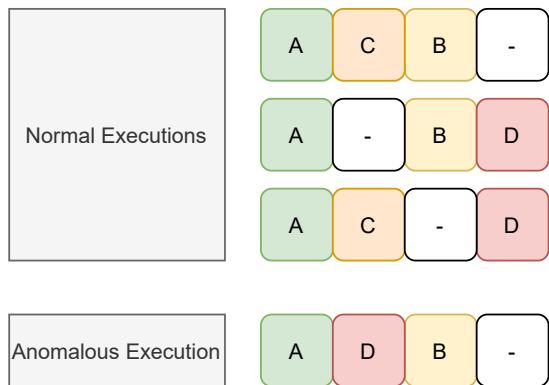 A C B -
Normal Executions A - B D
A C - D
Anomalous Execution A D B -